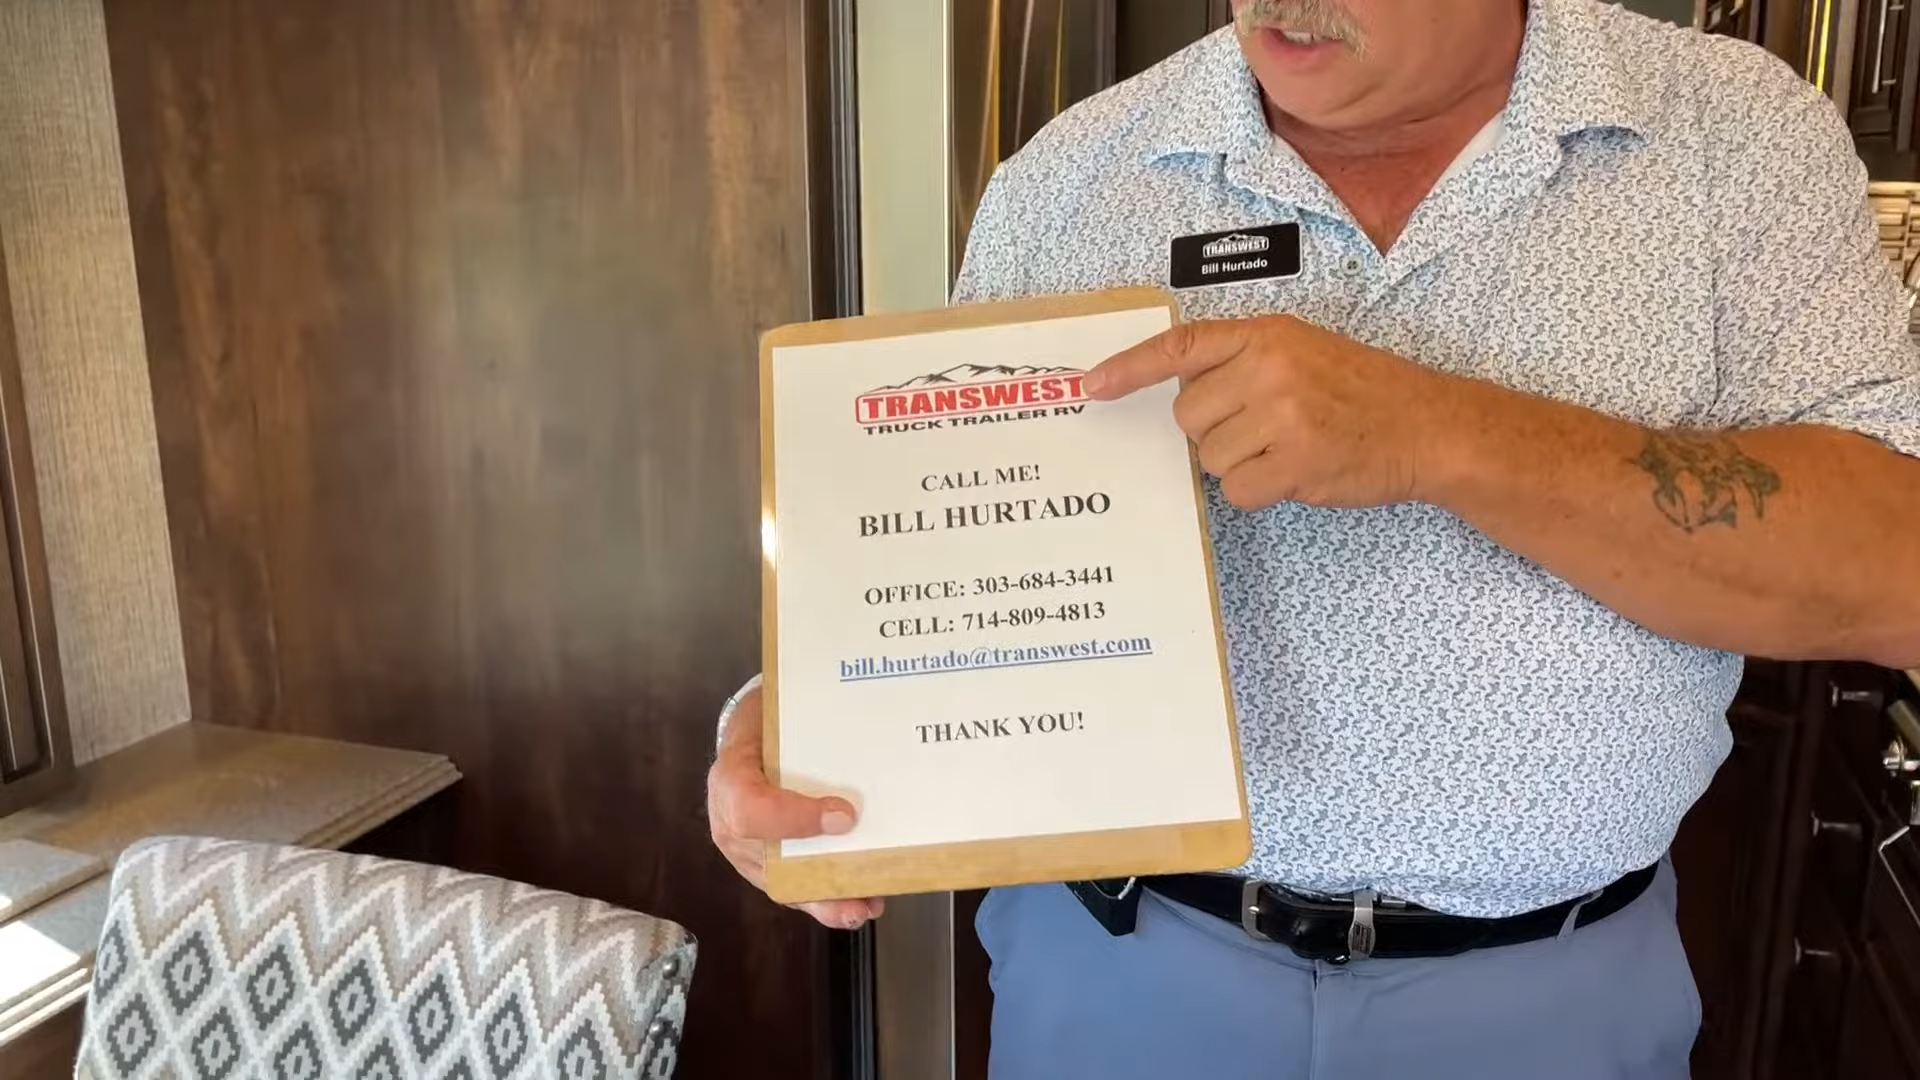 TRANSWEST
Bill Hurtado
TRANSWEST
TRUCK TRAILER RV
CALL ME!
BILL HURTADO
OFFICE: 303-684-3441
CELL: 714-809-4813
bill.hurtado@transwest.com
THANK YOU!